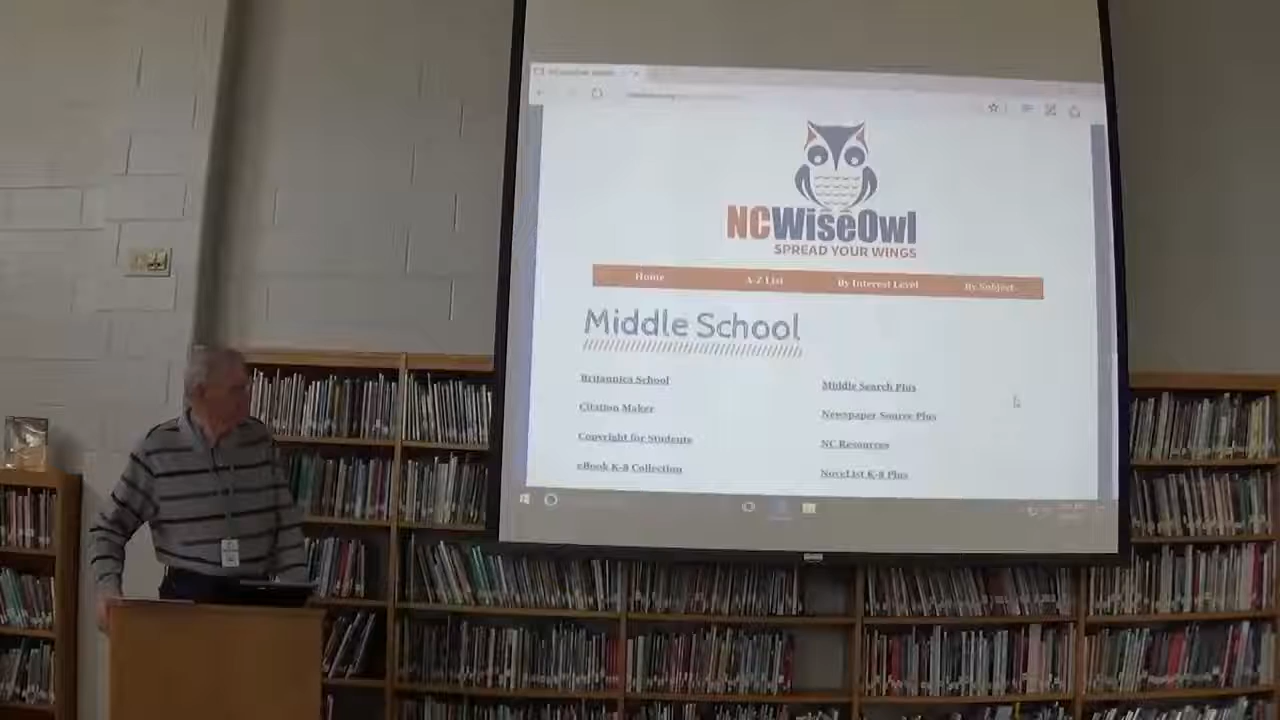 NCWiseOwl
SPREAD YOUR WINGS
Home A-Z List By Interest Level By Subject
Middle School
Britannica School
Citation Maker
Copyright for Students
eBook K-8 Collection
Middle Search Plus
Newspaper Source Plus
NC Resources
NoveList K-8 Plus